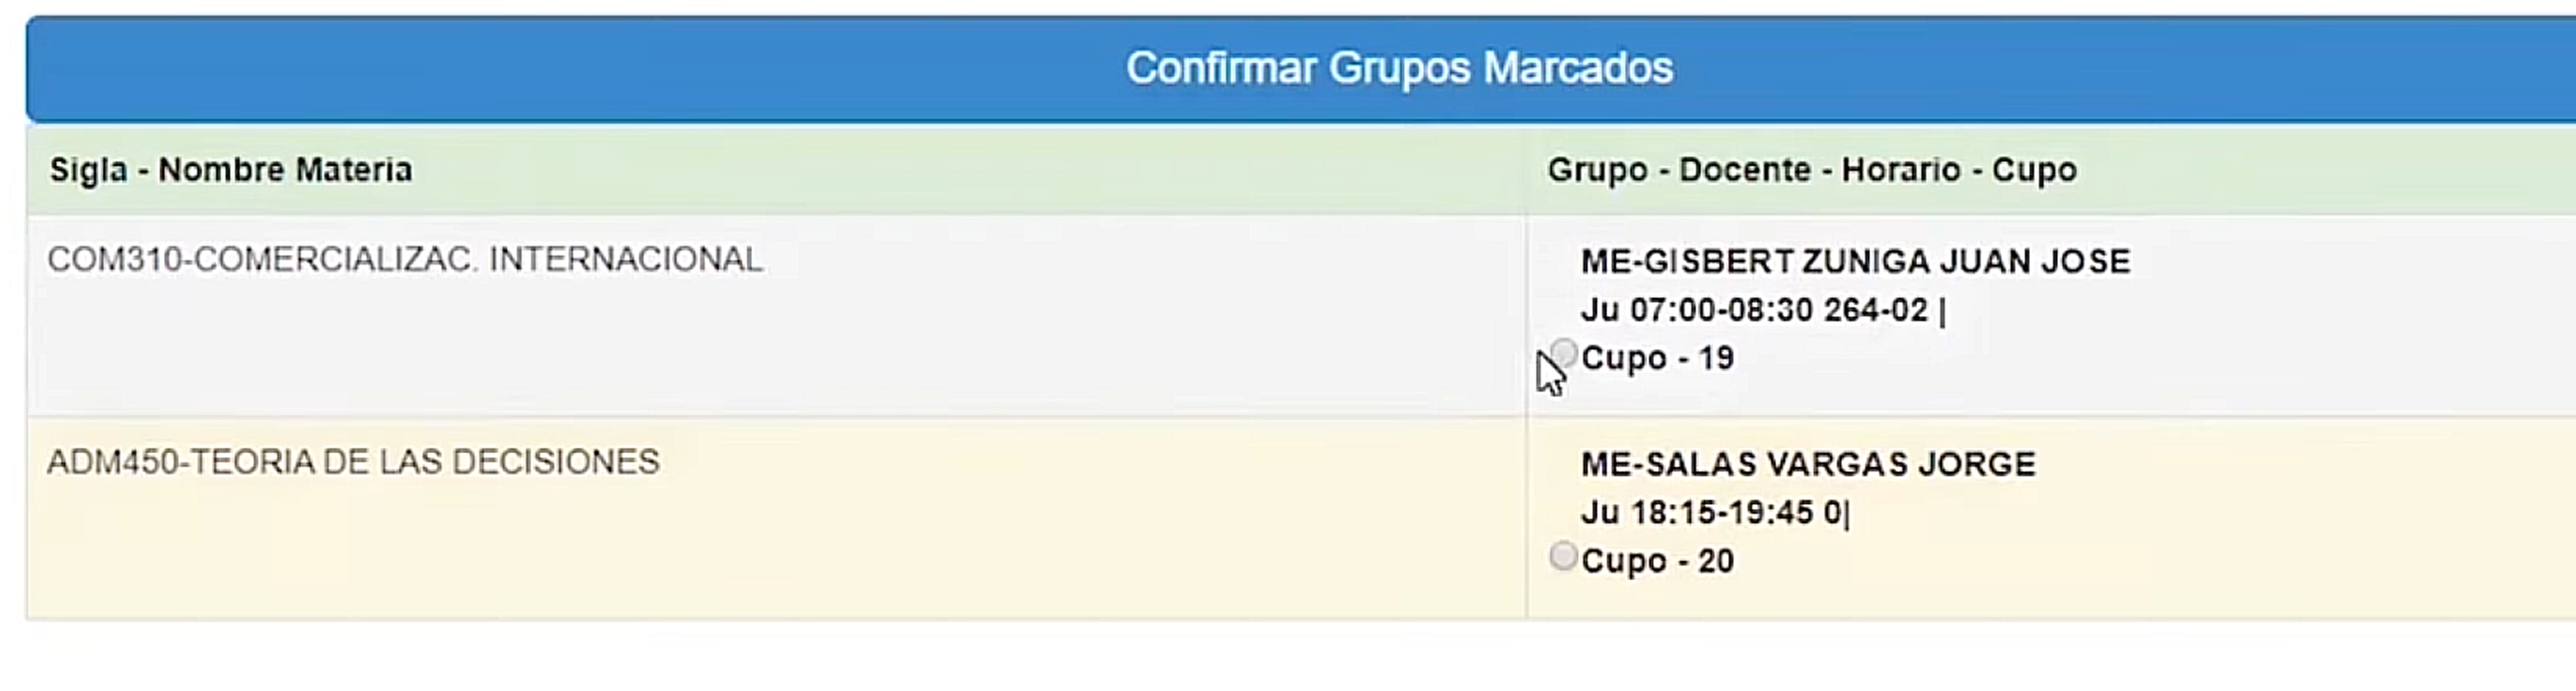 Confirmar Grupos Marcados
Sigla - Nombre Materia
Grupo - Docente - Horario - Cupo
COM310-COMERCIALIZAC. INTERNACIONAL
ME-GISBERT ZUNIGA JUAN JOSE
Ju 07:00-08:30 264-02 |
Cupo - 19
ADM450-TEORIA DE LAS DECISIONES
ME-SALAS VARGAS JORGE
Ju 18:15-19:45 0|
Cupo - 20